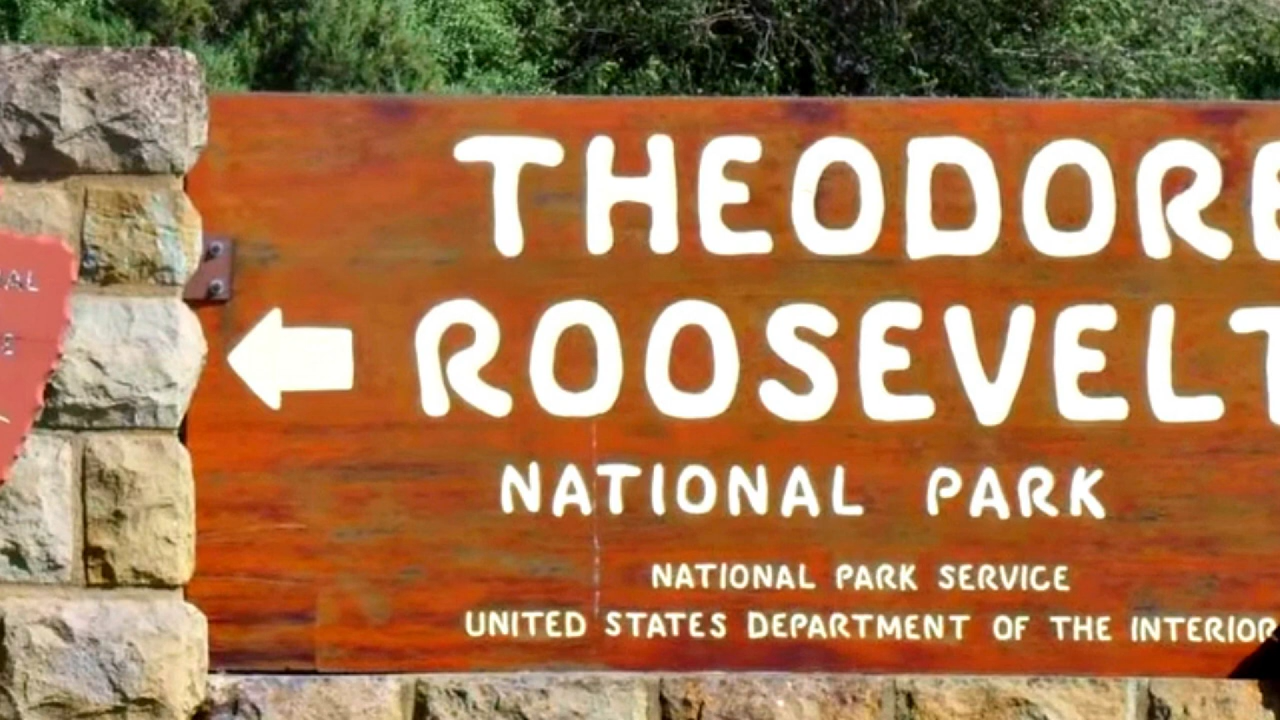 THEODORE
ROOSEVELT
NATIONAL PARK
NATIONAL PARK SERVICE
UNITED STATES DEPARTMENT OF THE INTERIOR